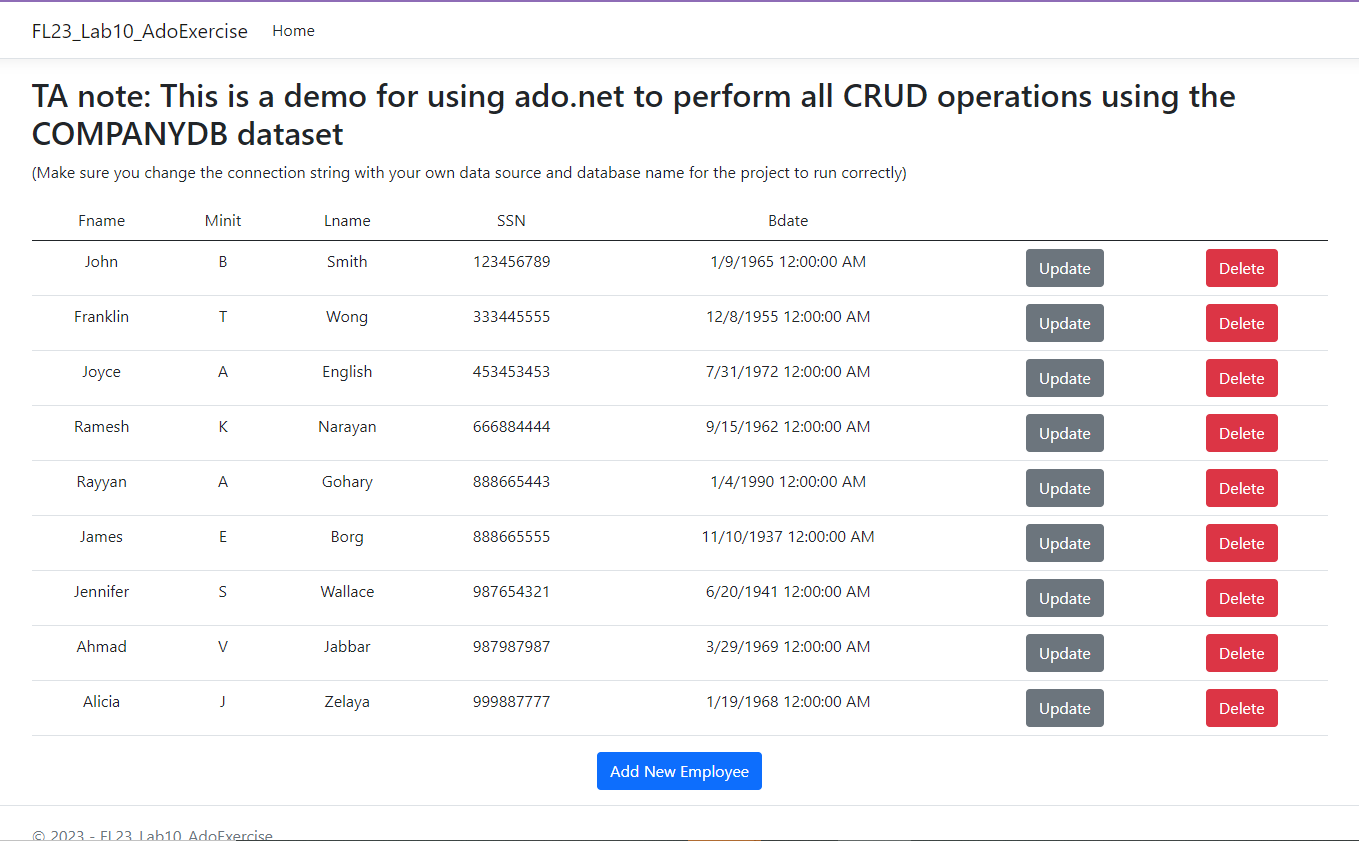 FL23_Lab10_AdoExercise Home
TA note: This is a demo for using ado.net to perform all CRUD operations using the
COMPANYDB dataset
(Make sure you change the connection string with your own data source and database name for the project to run correctly)
Fname Minit Lname SSN Bdate
John B Smith 123456789 1/9/1965 12:00:00 AM Update Delete
Franklin T Wong 333445555 12/8/1955 12:00:00 AM Update Delete
Joyce A English 453453453 7/31/1972 12:00:00 AM Update Delete
Ramesh K Narayan 666884444 9/15/1962 12:00:00 AM Update Delete
Rayyan A Gohary 888665443 1/4/1990 12:00:00 AM Update Delete
James E Borg 888665555 11/10/1937 12:00:00 AM Update Delete
Jennifer S Wallace 987654321 6/20/1941 12:00:00 AM Update Delete
Ahmad V Jabbar 987987987 3/29/1969 12:00:00 AM Update Delete
Alicia J Zelaya 999887777 1/19/1968 12:00:00 AM Update Delete
Add New Employee
© 2023 - FL23_Lab10_AdoExercise